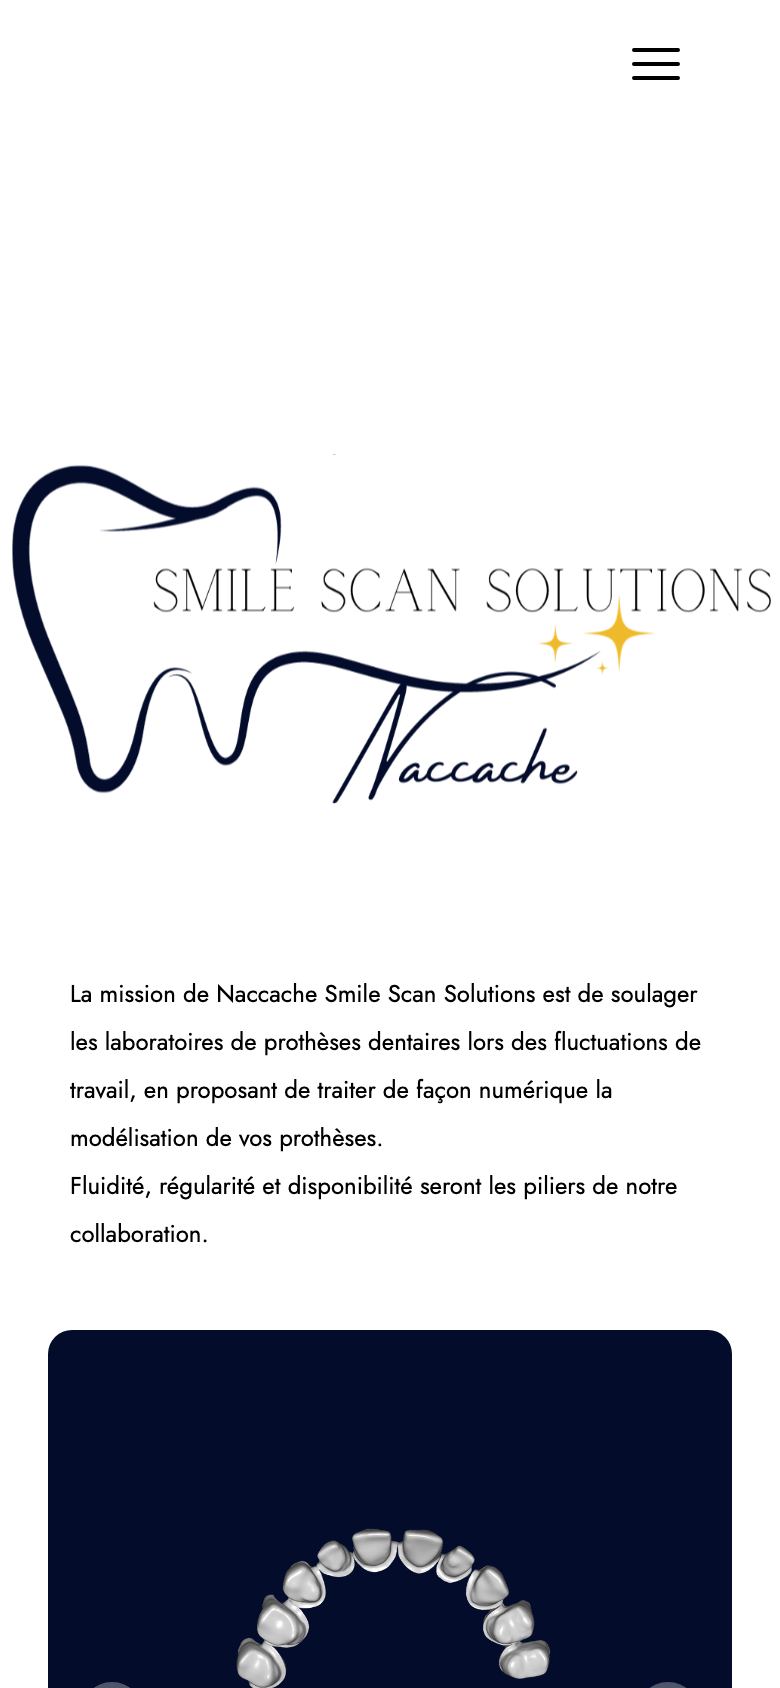 SMILE SCAN SOLUTIONS
Naccache
La mission de Naccache Smile Scan Solutions est de soulager
les laboratoires de prothèses dentaires lors des fluctuations de
travail, en proposant de traiter de façon numérique la
modélisation de vos prothèses.
Fluidité, régularité et disponibilité seront les piliers de notre
collaboration.